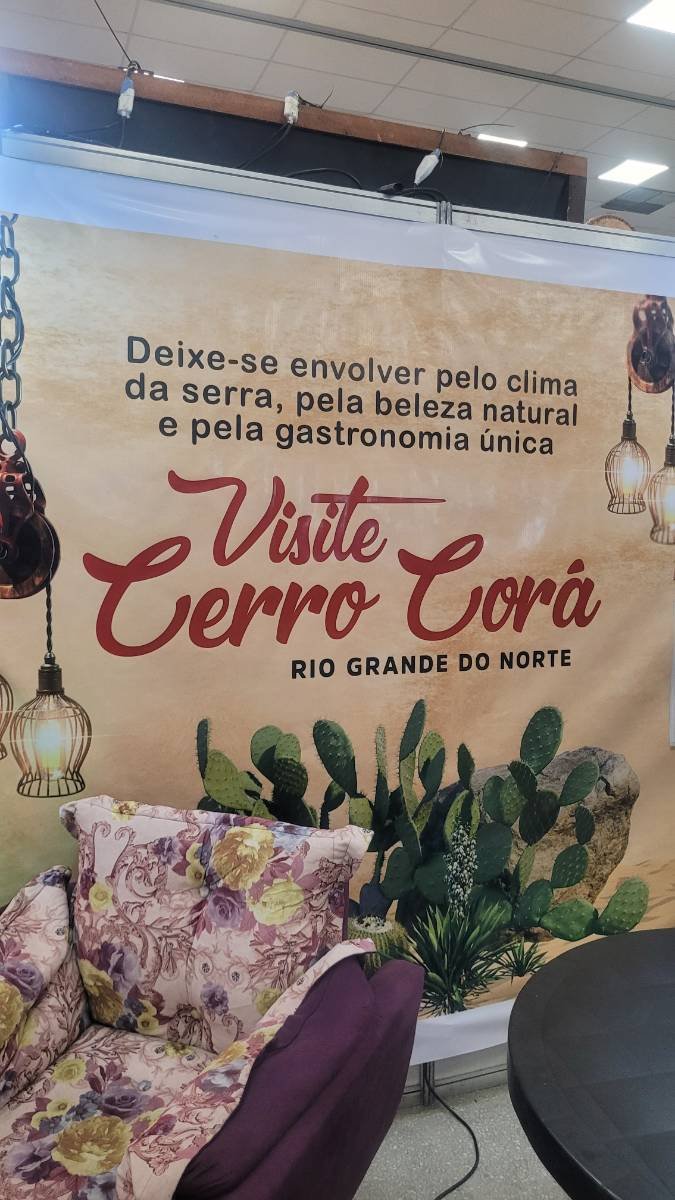 Deixe-se envolver pelo clima
da serra, pela beleza natural
e pela gastronomia única
Visite
Cerro Corá
RIO GRANDE DO NORTE